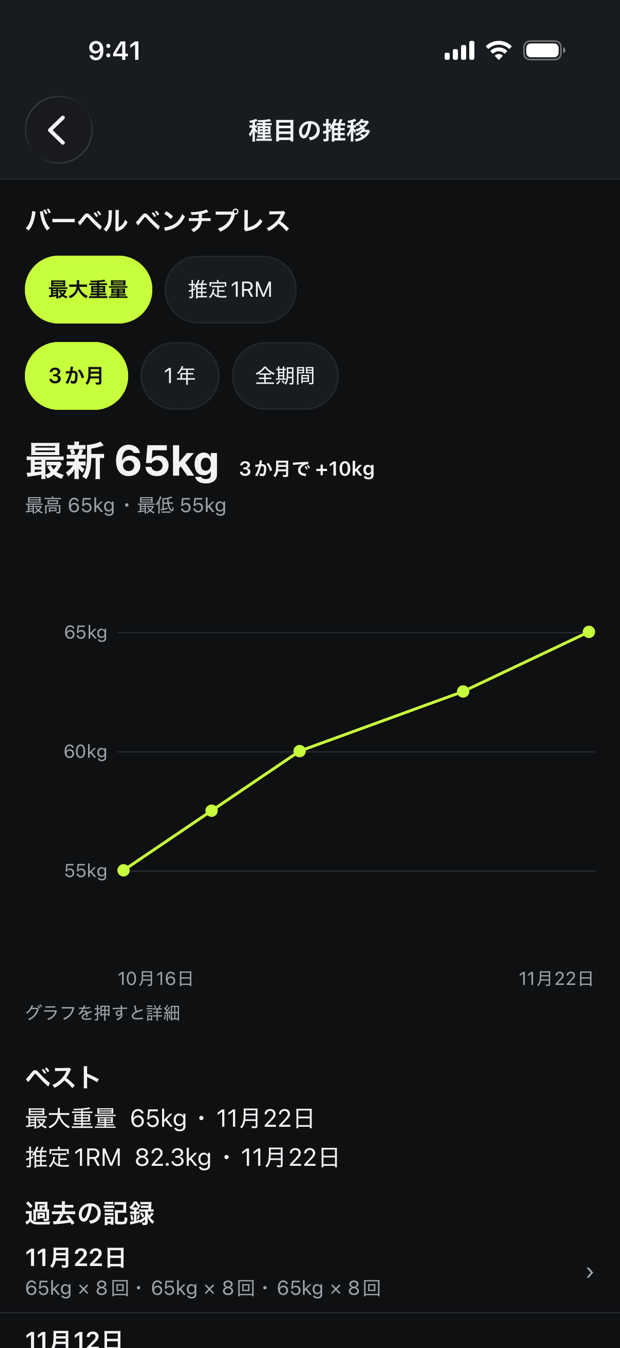 9:41
種目の推移
バーベル ベンチプレス
最大重量 推定1RM
3か月 1年 全期間
最新 65kg 3か月で +10kg
最高 65kg・最低 55kg
65kg
60kg
55kg
10月16日 11月22日
グラフを押すと詳細
ベスト
最大重量 65kg・11月22日
推定1RM 82.3kg・11月22日
過去の記録
11月22日
65kg × 8回・65kg × 8回・65kg × 8回
11月12日